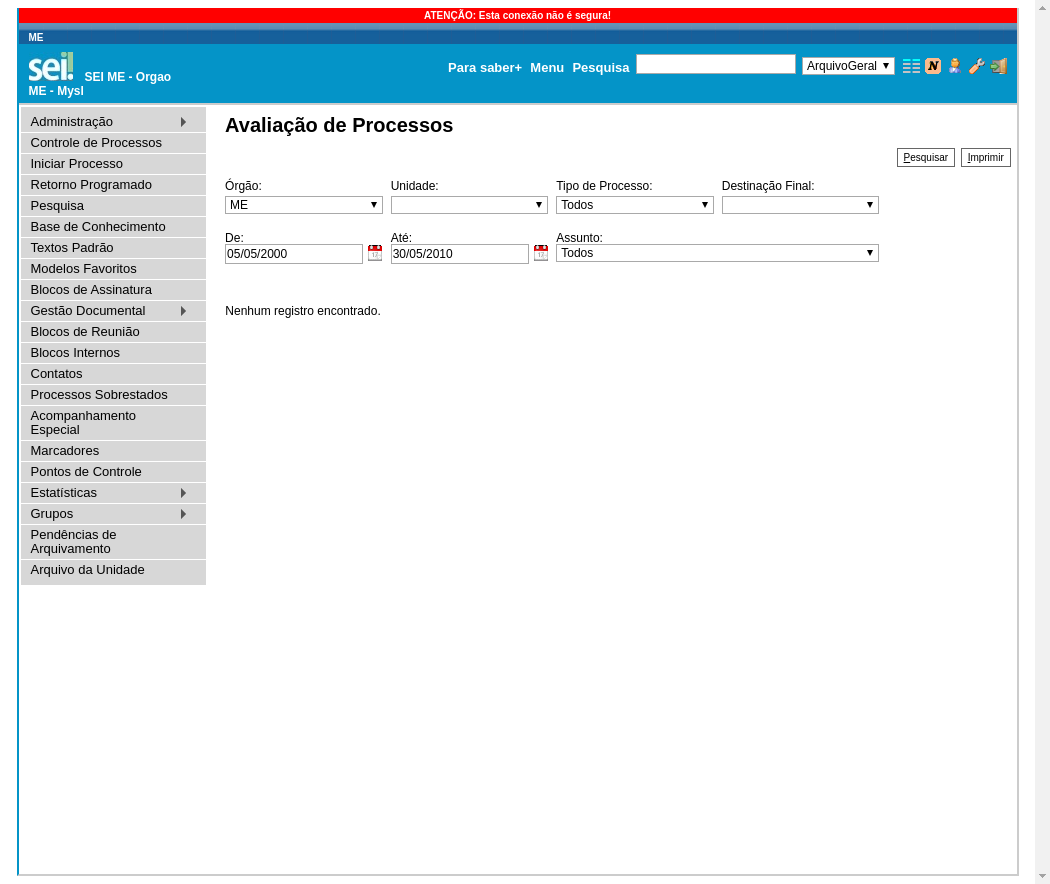 ATENÇÃO: Esta conexão não é segura!
ME
sei! SEI ME - Orgao
ME - Mysl
Para saber+ Menu Pesquisa ArquivoGeral
N
Administração
Controle de Processos
Iniciar Processo
Retorno Programado
Pesquisa
Base de Conhecimento
Textos Padrão
Modelos Favoritos
Blocos de Assinatura
Gestão Documental
Blocos de Reunião
Blocos Internos
Contatos
Processos Sobrestados
Acompanhamento
Especial
Marcadores
Pontos de Controle
Estatísticas
Grupos
Pendências de
Arquivamento
Arquivo da Unidade
Avaliação de Processos
Pesquisar Imprimir
Órgão: Unidade: Tipo de Processo: Destinação Final:
ME Todos
De: Até: Assunto:
05/05/2000 30/05/2010 Todos
Nenhum registro encontrado.